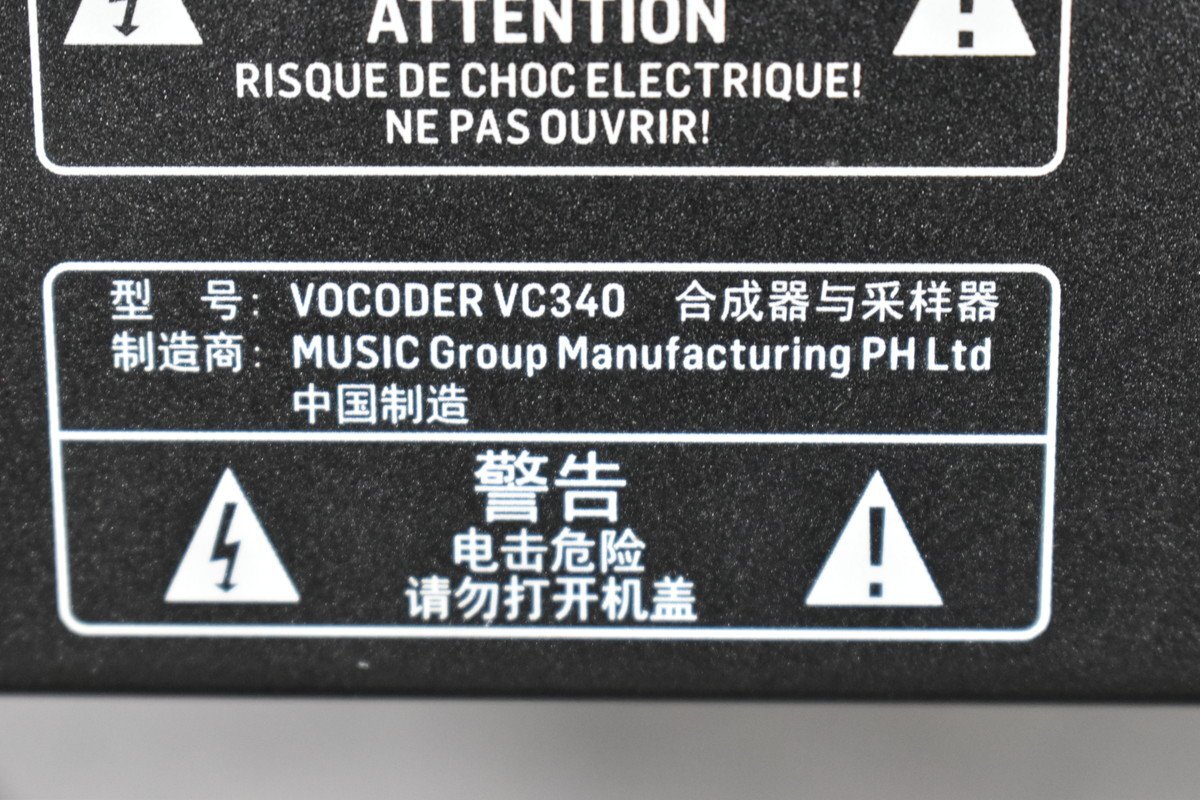 ATTENTION
RISQUE DE CHOC ELECTRIQUE!
NE PAS OUVRIR!
型 号: VOCODER VC340 合成器与采样器
制造商: MUSIC Group Manufacturing PH Ltd
中国制造
警告
电击危险
请勿打开机盖